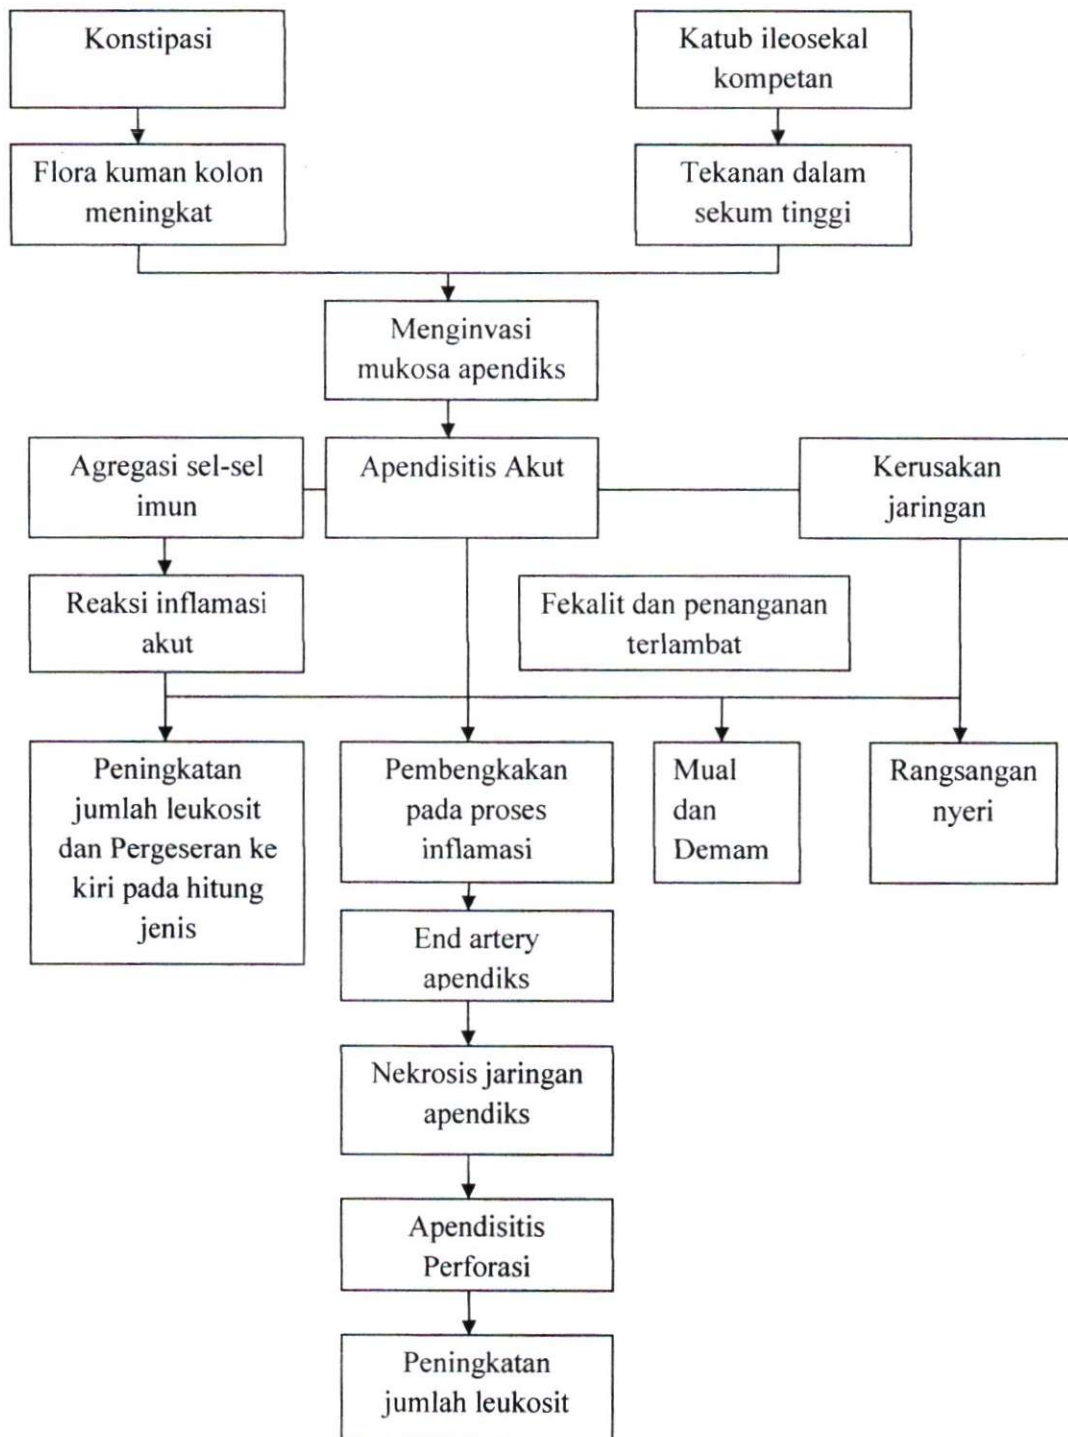 Konstipasi
Katub ileosekal
kompetan
Flora kuman kolon
meningkat
Tekanan dalam
sekum tinggi
Menginvasi
mukosa apendiks
Agregasi sel-sel
imun
Apendisitis Akut
Kerusakan
jaringan
Reaksi inflamasi
akut
Fekalit dan penanganan
terlambat
Peningkatan
jumlah leukosit
dan Pergeseran ke
kiri pada hitung
jenis
Pembengkakan
pada proses
inflamasi
Mual
dan
Demam
Rangsangan
nyeri
End artery
apendiks
Nekrosis jaringan
apendiks
Apendisitis
Perforasi
Peningkatan
jumlah leukosit